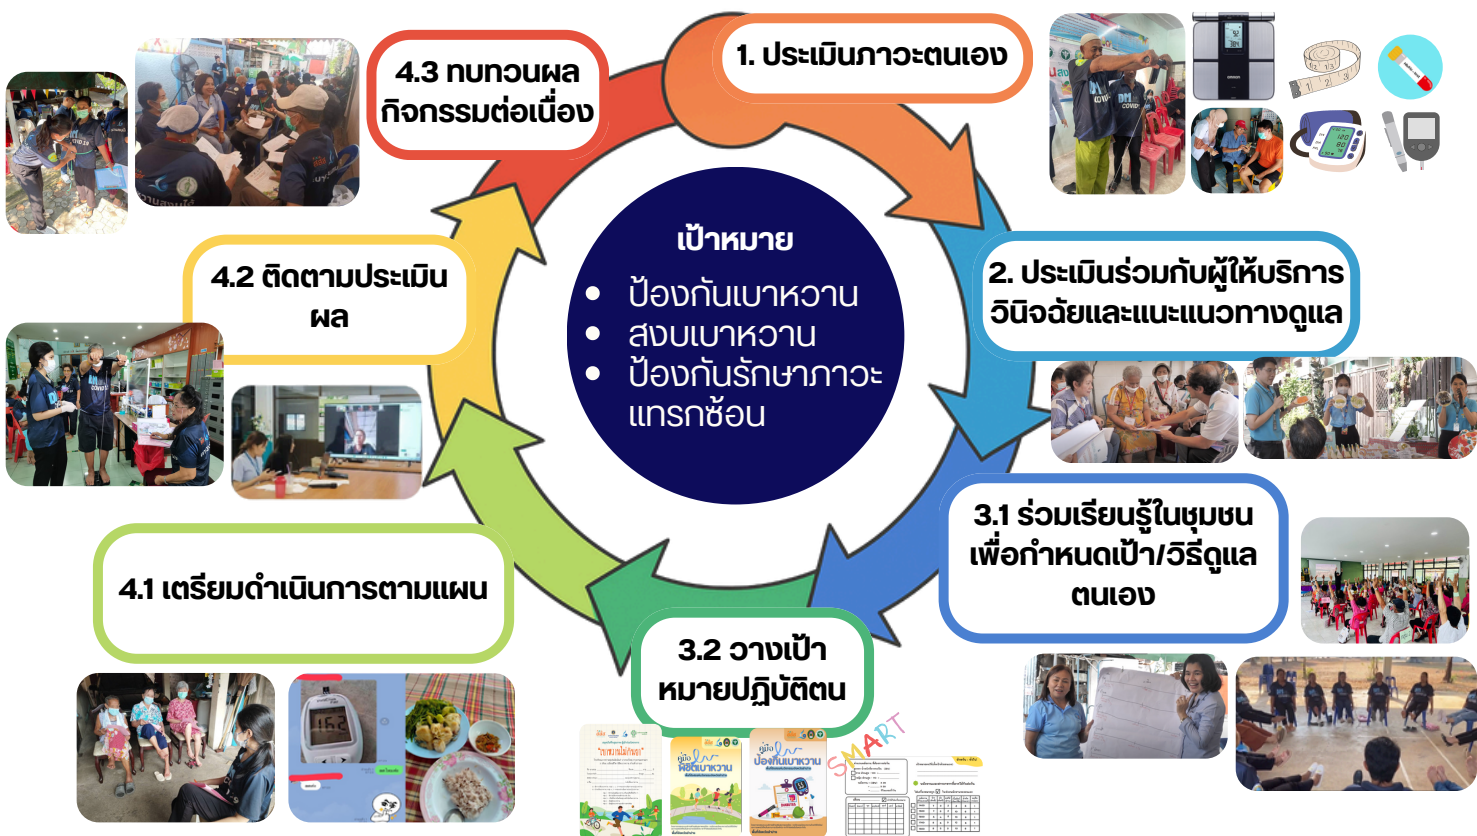 1. ประเมินภาวะตนเอง
2. ประเมินร่วมกับผู้ให้บริการ
วินิจฉัยและแนะแนวทางดูแล
3.1 ร่วมเรียนรู้ในชุมชน
เพื่อกำหนดเป้า/วิธีดูแล
ตนเอง
3.2 วางเป้า
หมายปฏิบัติตน
4.1 เตรียมดำเนินการตามแผน
4.2 ติดตามประเมิน
ผล
4.3 ทบทวนผล
กิจกรรมต่อเนื่อง
เป้าหมาย
• ป้องกันเบาหวาน
• สงบเบาหวาน
• ป้องกันรักษาภาวะ
แทรกซ้อน
SMART
คู่มือ
พิชิตเบาหวาน
คู่มือ
ป้องกันเบาหวาน
162
DM
DM
120
80